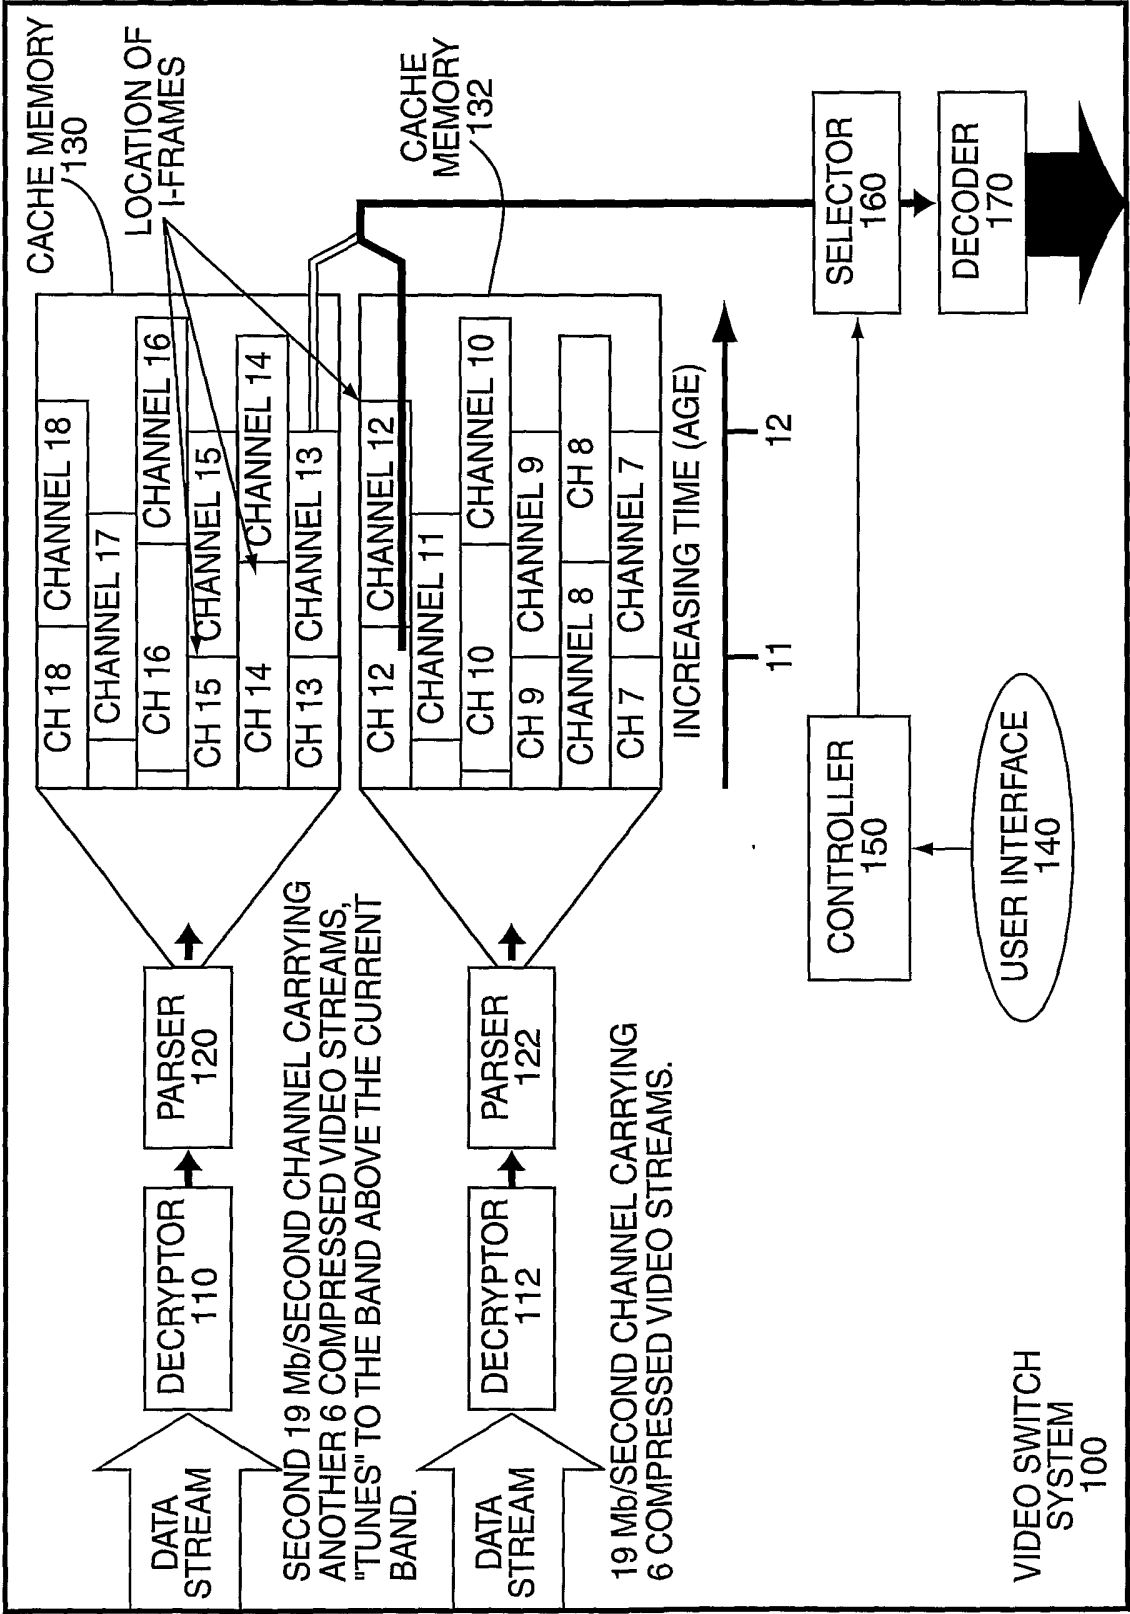 DATA
STREAM
DECRYPTOR
110
PARSER
120
SECOND 19 Mb/SECOND CHANNEL CARRYING
ANOTHER 6 COMPRESSED VIDEO STREAMS,
"TUNES" TO THE BAND ABOVE THE CURRENT
BAND.
CACHE MEMORY
130
LOCATION OF
I-FRAMES
CH 18 CHANNEL 18
CHANNEL 17
CH 16 CHANNEL 16
CH 15 CHANNEL 15
CH 14 CHANNEL 14
CH 13 CHANNEL 13
DATA
STREAM
DECRYPTOR
112
PARSER
122
19 Mb/SECOND CHANNEL CARRYING
6 COMPRESSED VIDEO STREAMS.
CACHE
MEMORY
132
CH 12 CHANNEL 12
CHANNEL 11
CH 10 CHANNEL 10
CH 9 CHANNEL 9
CHANNEL 8 CH 8
CH 7 CHANNEL 7
INCREASING TIME (AGE)
11 12
CONTROLLER
150
USER INTERFACE
140
SELECTOR
160
DECODER
170
VIDEO SWITCH
SYSTEM
100